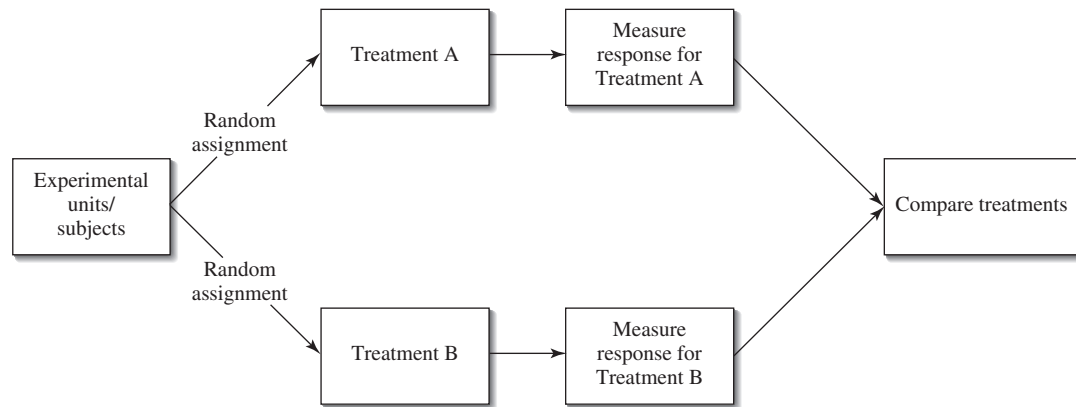 Experimental
units/
subjects
Random
assignment
Treatment A
Measure
response for
Treatment A
Random
assignment
Treatment B
Measure
response for
Treatment B
Compare treatments